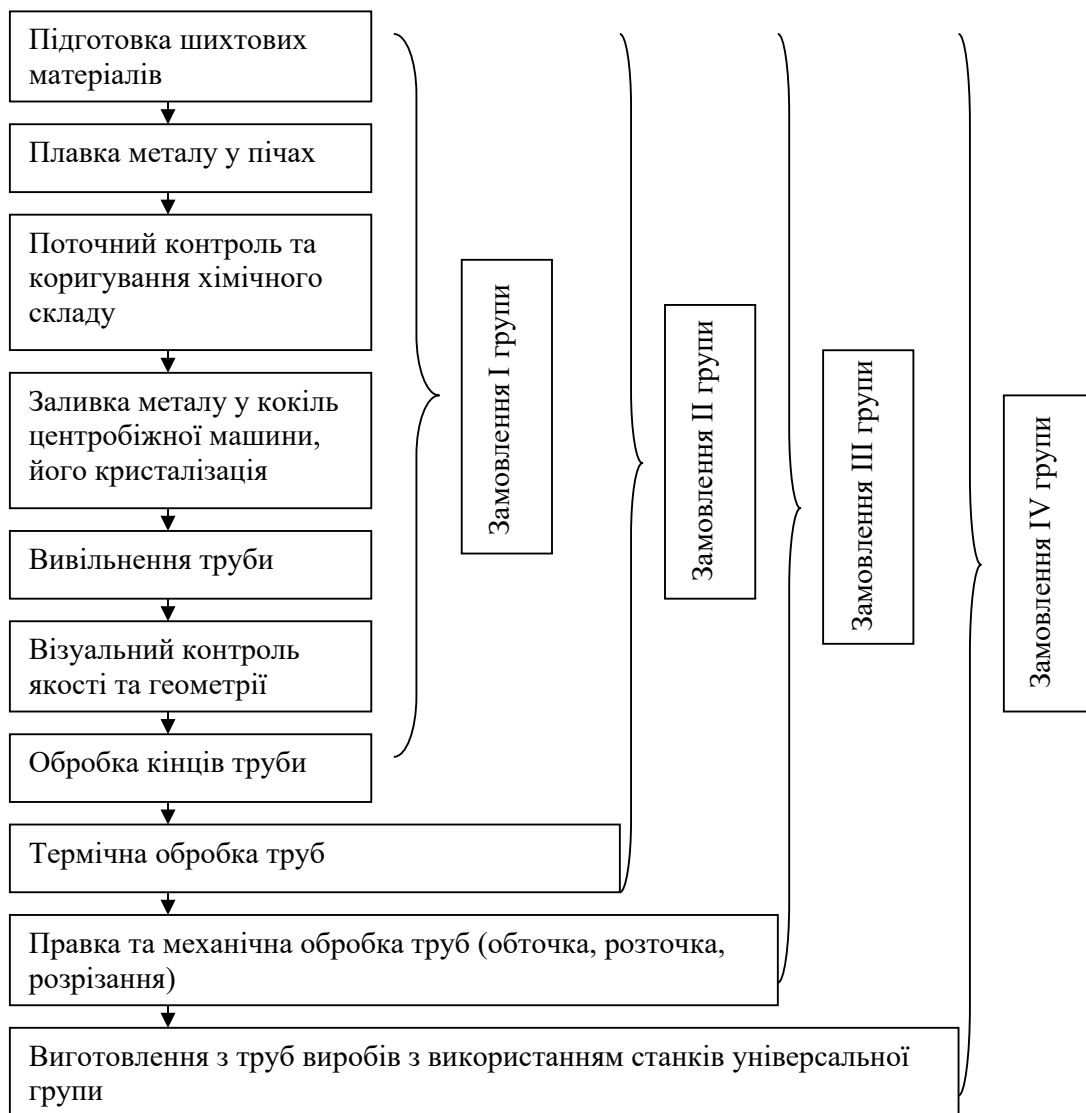 Підготовка шихтових
матеріалів
Плавка металу у пічах
Поточний контроль та
коригування хімічного
складу
Заливка металу у кокіль
центробіжної машини,
його кристалізація
Вивільнення труби
Візуальний контроль
якості та геометрії
Обробка кінців труби
Термічна обробка труб
Правка та механічна обробка труб (обточка, розточка,
розрізання)
Виготовлення з труб виробів з використанням станків універсальної
групи
Замовлення I групи
Замовлення II групи
Замовлення III групи
Замовлення IV групи